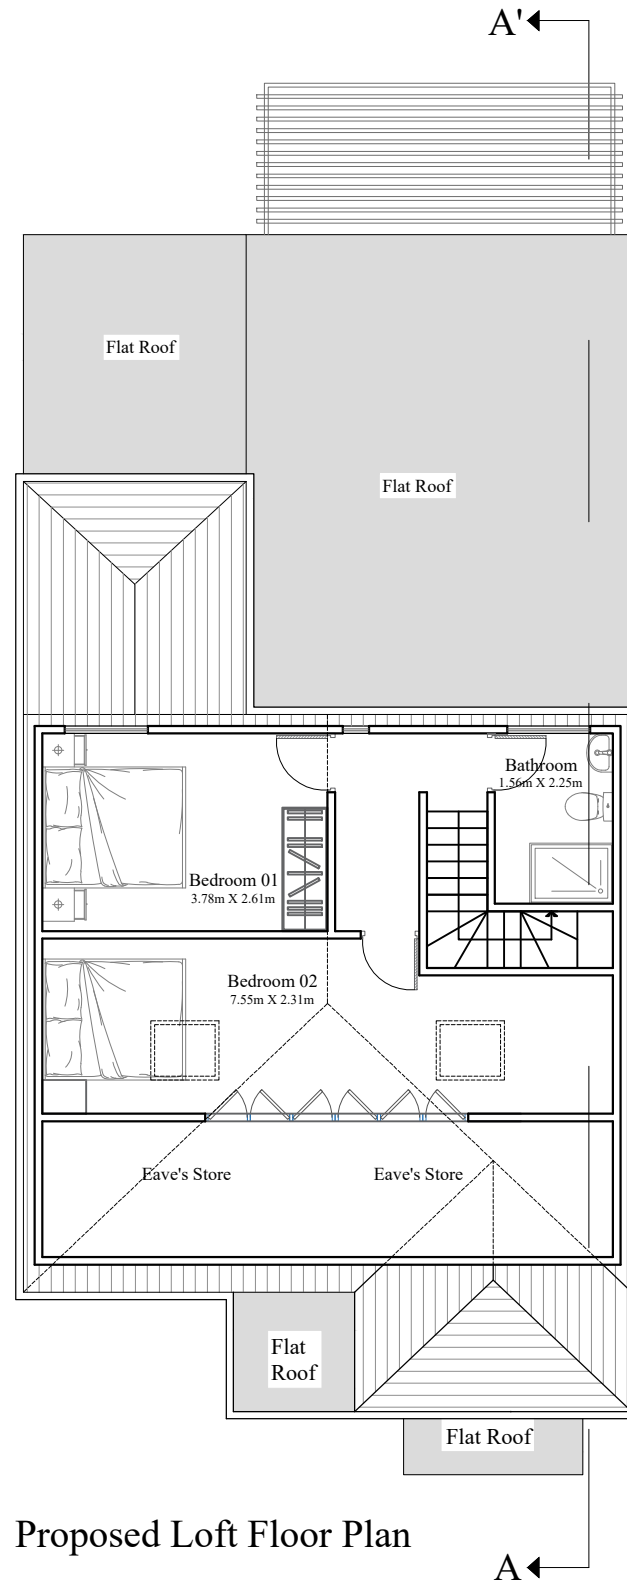 A'
Flat Roof
Flat Roof
Bathroom
1.56m X 2.25m
Bedroom 01
3.78m X 2.61m
Bedroom 02
7.55m X 2.31m
Eave's Store
Eave's Store
Flat
Roof
Flat Roof
Proposed Loft Floor Plan
A